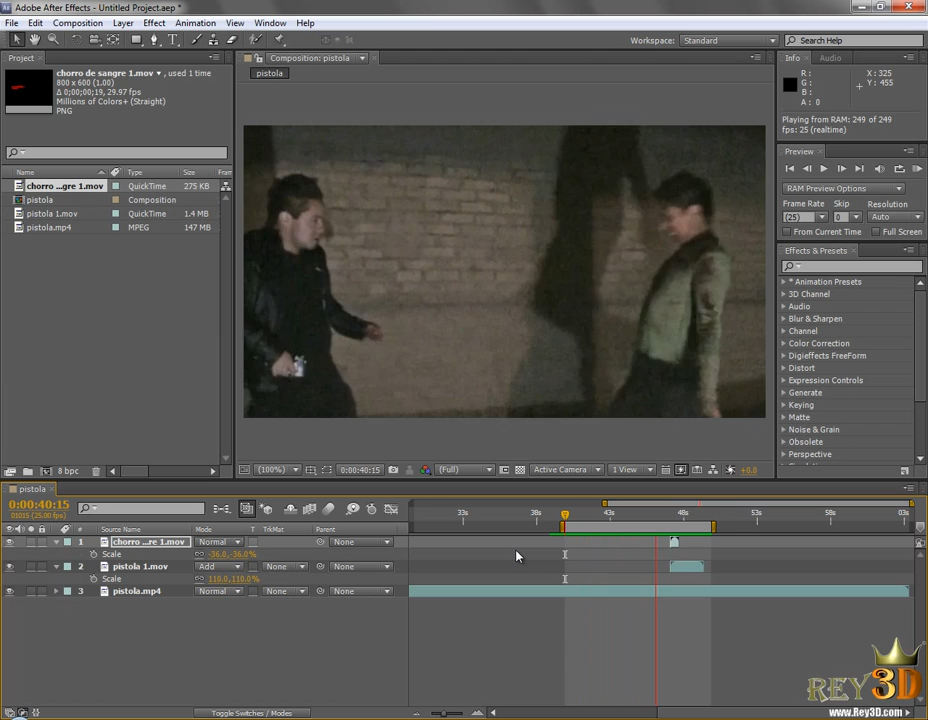 Adobe After Effects - Untitled Project.aep *
File Edit Composition Layer Effect Animation View Window Help
Workspace: Standard Search Help
Project Composition: pistola Info Audio
pistola
chorro de sangre 1.mov , used 1 time
800 x 600 (1.00)
Δ 0;00;00;19, 29.97 fps
Millions of Colors+ (Straight)
PNG
R : X : 325
G : Y : 455
B :
A : 0
Playing from RAM: 249 of 249
fps: 25 (realtime)
Preview
RAM Preview Options
Frame Rate Skip Resolution
(25) 0 Auto
From Current Time Full Screen
Name Type Size Fram
chorro ...gre 1.mov QuickTime 275 KB
pistola Composition
pistola 1.mov QuickTime 1.4 MB
pistola.mp4 MPEG 147 MB
Effects & Presets
* Animation Presets
3D Channel
Audio
Blur & Sharpen
Channel
Color Correction
Digieffects FreeForm
Distort
Expression Controls
Generate
Keying
Matte
Noise & Grain
Obsolete
Perspective
8 bpc
(100%) 0:00:40:15 (Full) Active Camera 1 View +0.0
pistola
0:00:40:15
01015 (25.00 fps)
33s 38s 43s 48s 53s 58s 03s
# Source Name Mode T TrkMat Parent
1 chorro ...re 1.mov Normal None
Scale -36.0,-36.0%
2 pistola 1.mov Add None None
Scale 110.0,110.0%
3 pistola.mp4 Normal None None
Toggle Switches / Modes
REY3D
www.Rey3D.com